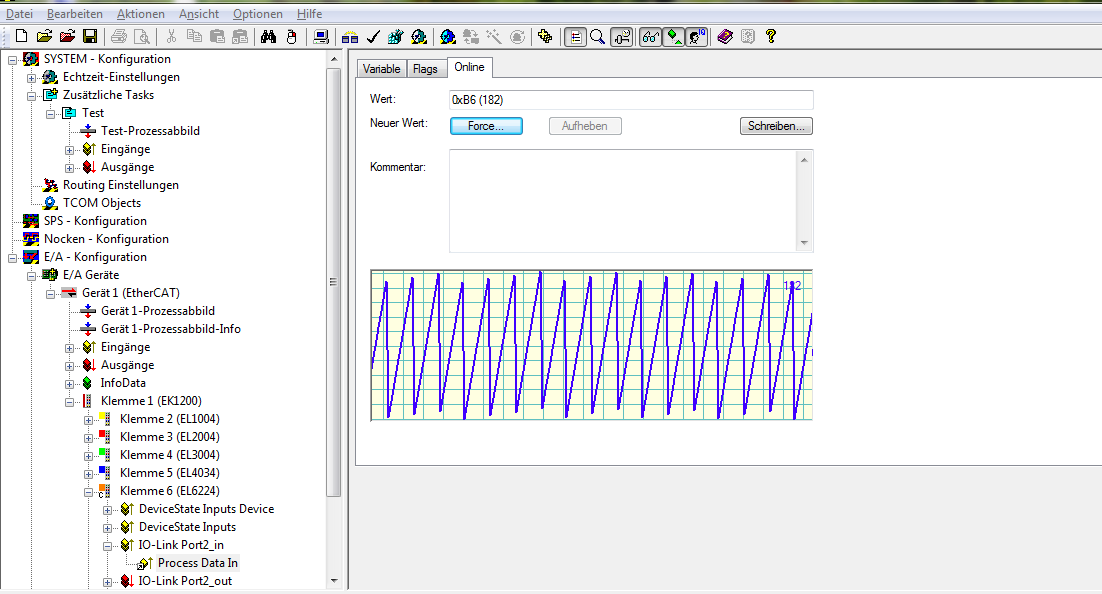 Datei Bearbeiten Aktionen Ansicht Optionen Hilfe
SYSTEM - Konfiguration
Echtzeit-Einstellungen
Zusätzliche Tasks
Test
Test-Prozessabbild
Eingänge
Ausgänge
Routing Einstellungen
TCOM Objects
SPS - Konfiguration
Nocken - Konfiguration
E/A - Konfiguration
E/A Geräte
Gerät 1 (EtherCAT)
Gerät 1-Prozessabbild
Gerät 1-Prozessabbild-Info
Eingänge
Ausgänge
InfoData
Klemme 1 (EK1200)
Klemme 2 (EL1004)
Klemme 3 (EL2004)
Klemme 4 (EL3004)
Klemme 5 (EL4034)
Klemme 6 (EL6224)
DeviceState Inputs Device
DeviceState Inputs
IO-Link Port2_in
Process Data In
IO-Link Port2_out
Variable Flags Online
Wert: 0xB6 (182)
Neuer Wert: Force... Aufheben Schreiben...
Kommentar:
182